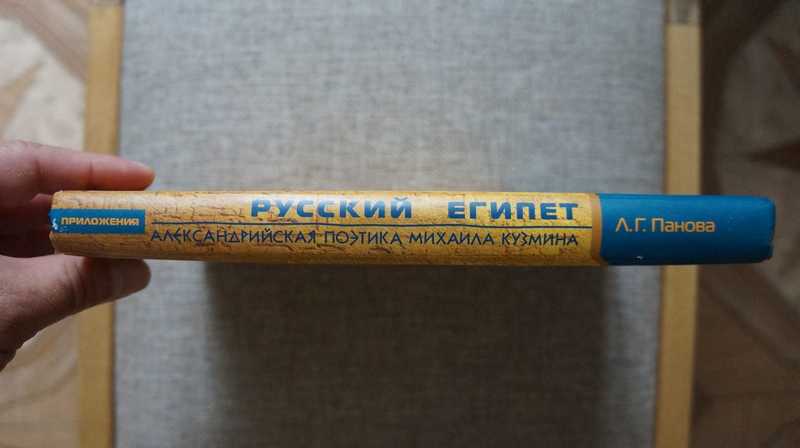 ПРИЛОЖЕНИЯ
РУССКИЙ ЕГИПЕТ
АЛЕКСАНДРИЙСКАЯ ПОЭТИКА МИХАИЛА КУЗМИНА
Л.Г. Панова